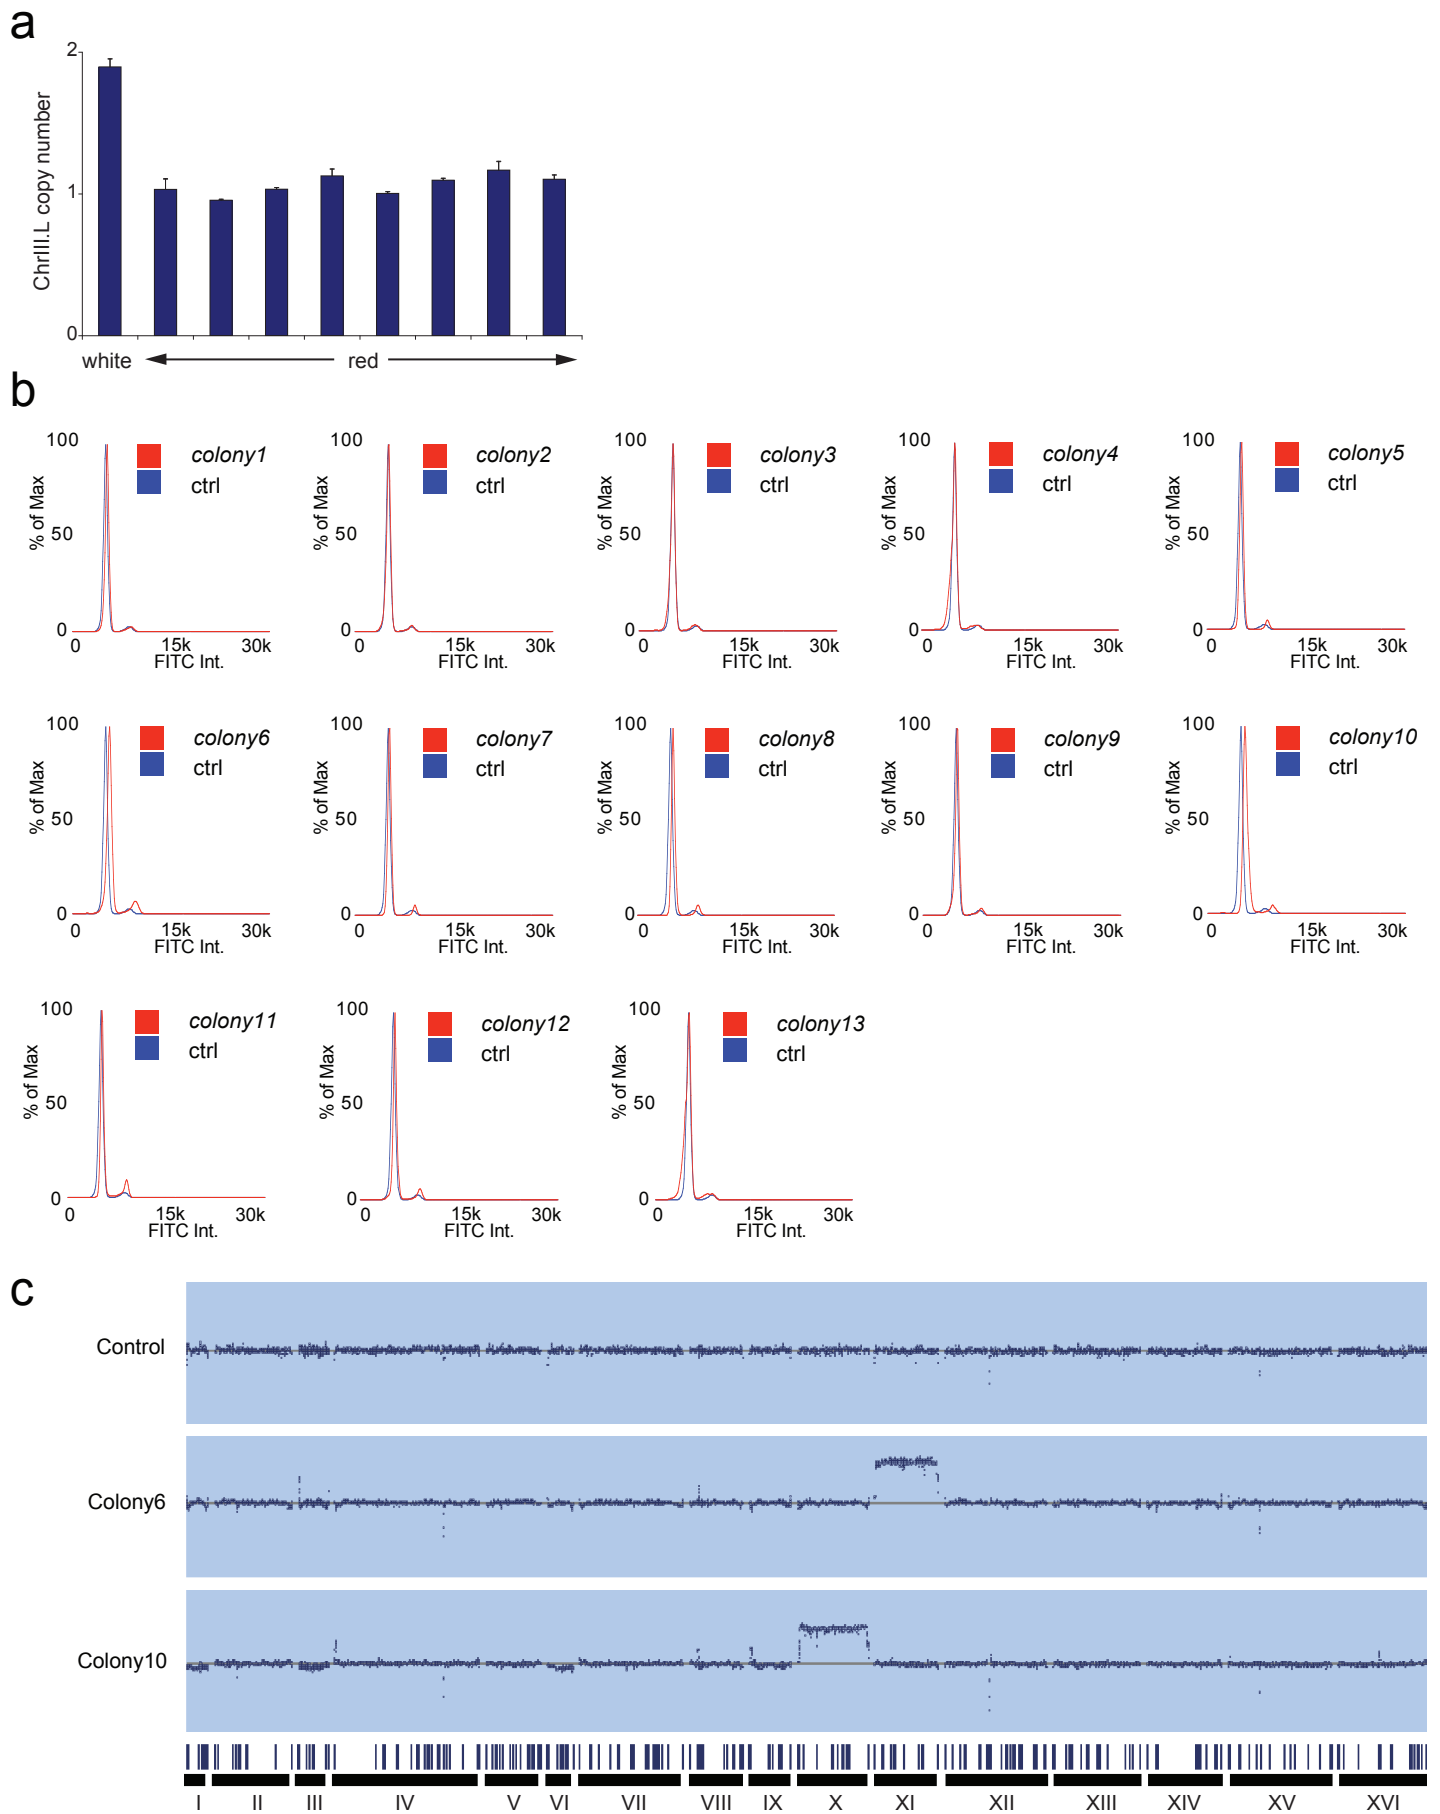 a
2
1
0
ChrIII.L copy number
white
red
b
100
50
0
% of Max
colony1
ctrl
0 15k 30k
FITC Int.
100
50
0
% of Max
colony2
ctrl
0 15k 30k
FITC Int.
100
50
0
% of Max
colony3
ctrl
0 15k 30k
FITC Int.
100
50
0
% of Max
colony4
ctrl
0 15k 30k
FITC Int.
100
50
0
% of Max
colony5
ctrl
0 15k 30k
FITC Int.
100
50
0
% of Max
colony6
ctrl
0 15k 30k
FITC Int.
100
50
0
% of Max
colony7
ctrl
0 15k 30k
FITC Int.
100
50
0
% of Max
colony8
ctrl
0 15k 30k
FITC Int.
100
50
0
% of Max
colony9
ctrl
0 15k 30k
FITC Int.
100
50
0
% of Max
colony10
ctrl
0 15k 30k
FITC Int.
100
50
0
% of Max
colony11
ctrl
0 15k 30k
FITC Int.
100
50
0
% of Max
colony12
ctrl
0 15k 30k
FITC Int.
100
50
0
% of Max
colony13
ctrl
0 15k 30k
FITC Int.
c
Control
Colony6
Colony10
I II III IV V VI VII VIII IX X XI XII XIII XIV XV XVI